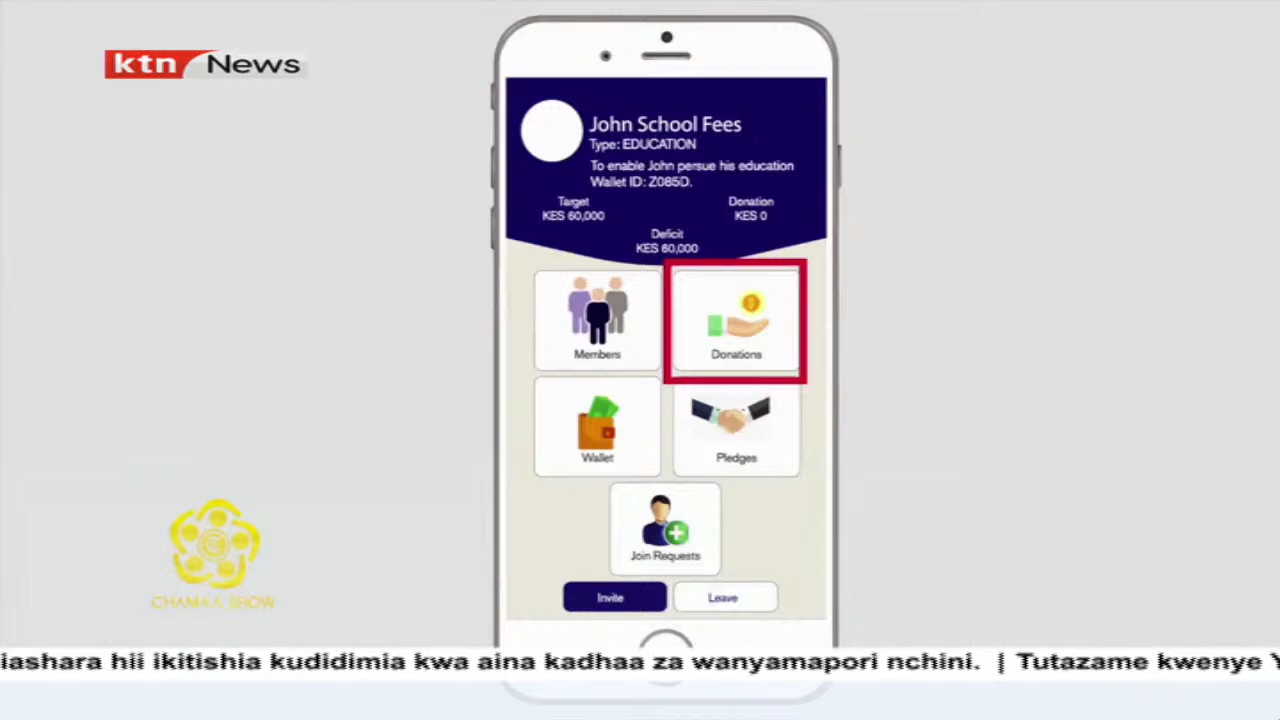 ktn News
John School Fees
Type: EDUCATION
To enable John persue his education
Wallet ID: Z085D.
Target
KES 60,000
Donation
KES 0
Deficit
KES 60,000
Members
Donations
Wallet
Pledges
Join Requests
Invite
Leave
CHAMAA SHOW
iashara hii ikitishia kudidimia kwa aina kadhaa za wanyamapori nchini. | Tutazame kwenye Y